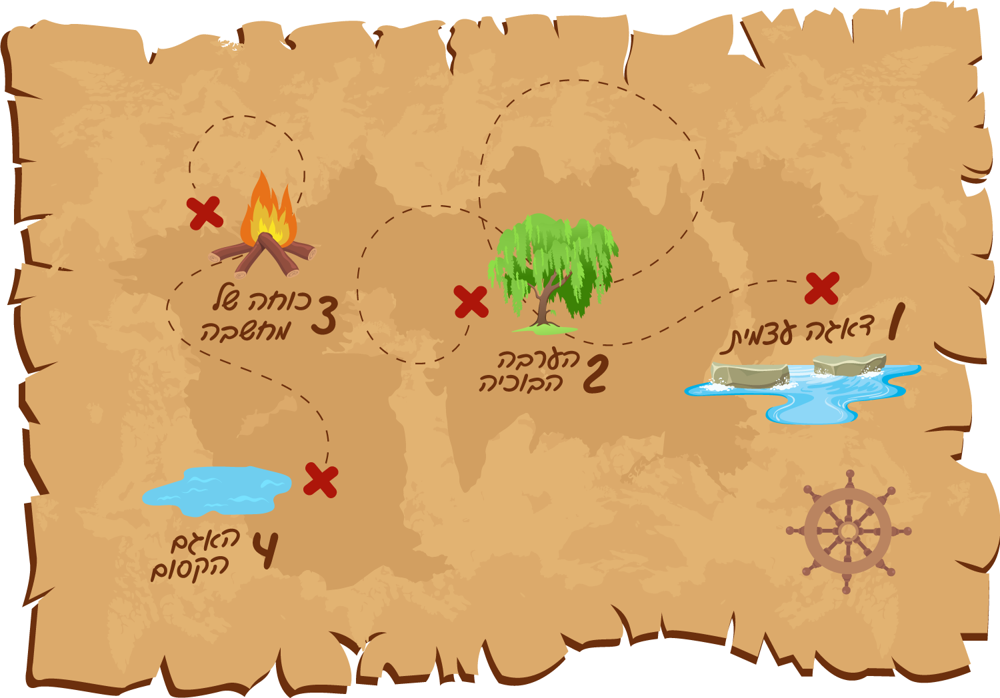 1 דאגה עצמית
2 הערבה
הבוכיה
3 כוחה של
מחשבה
4 האגם
הקסום